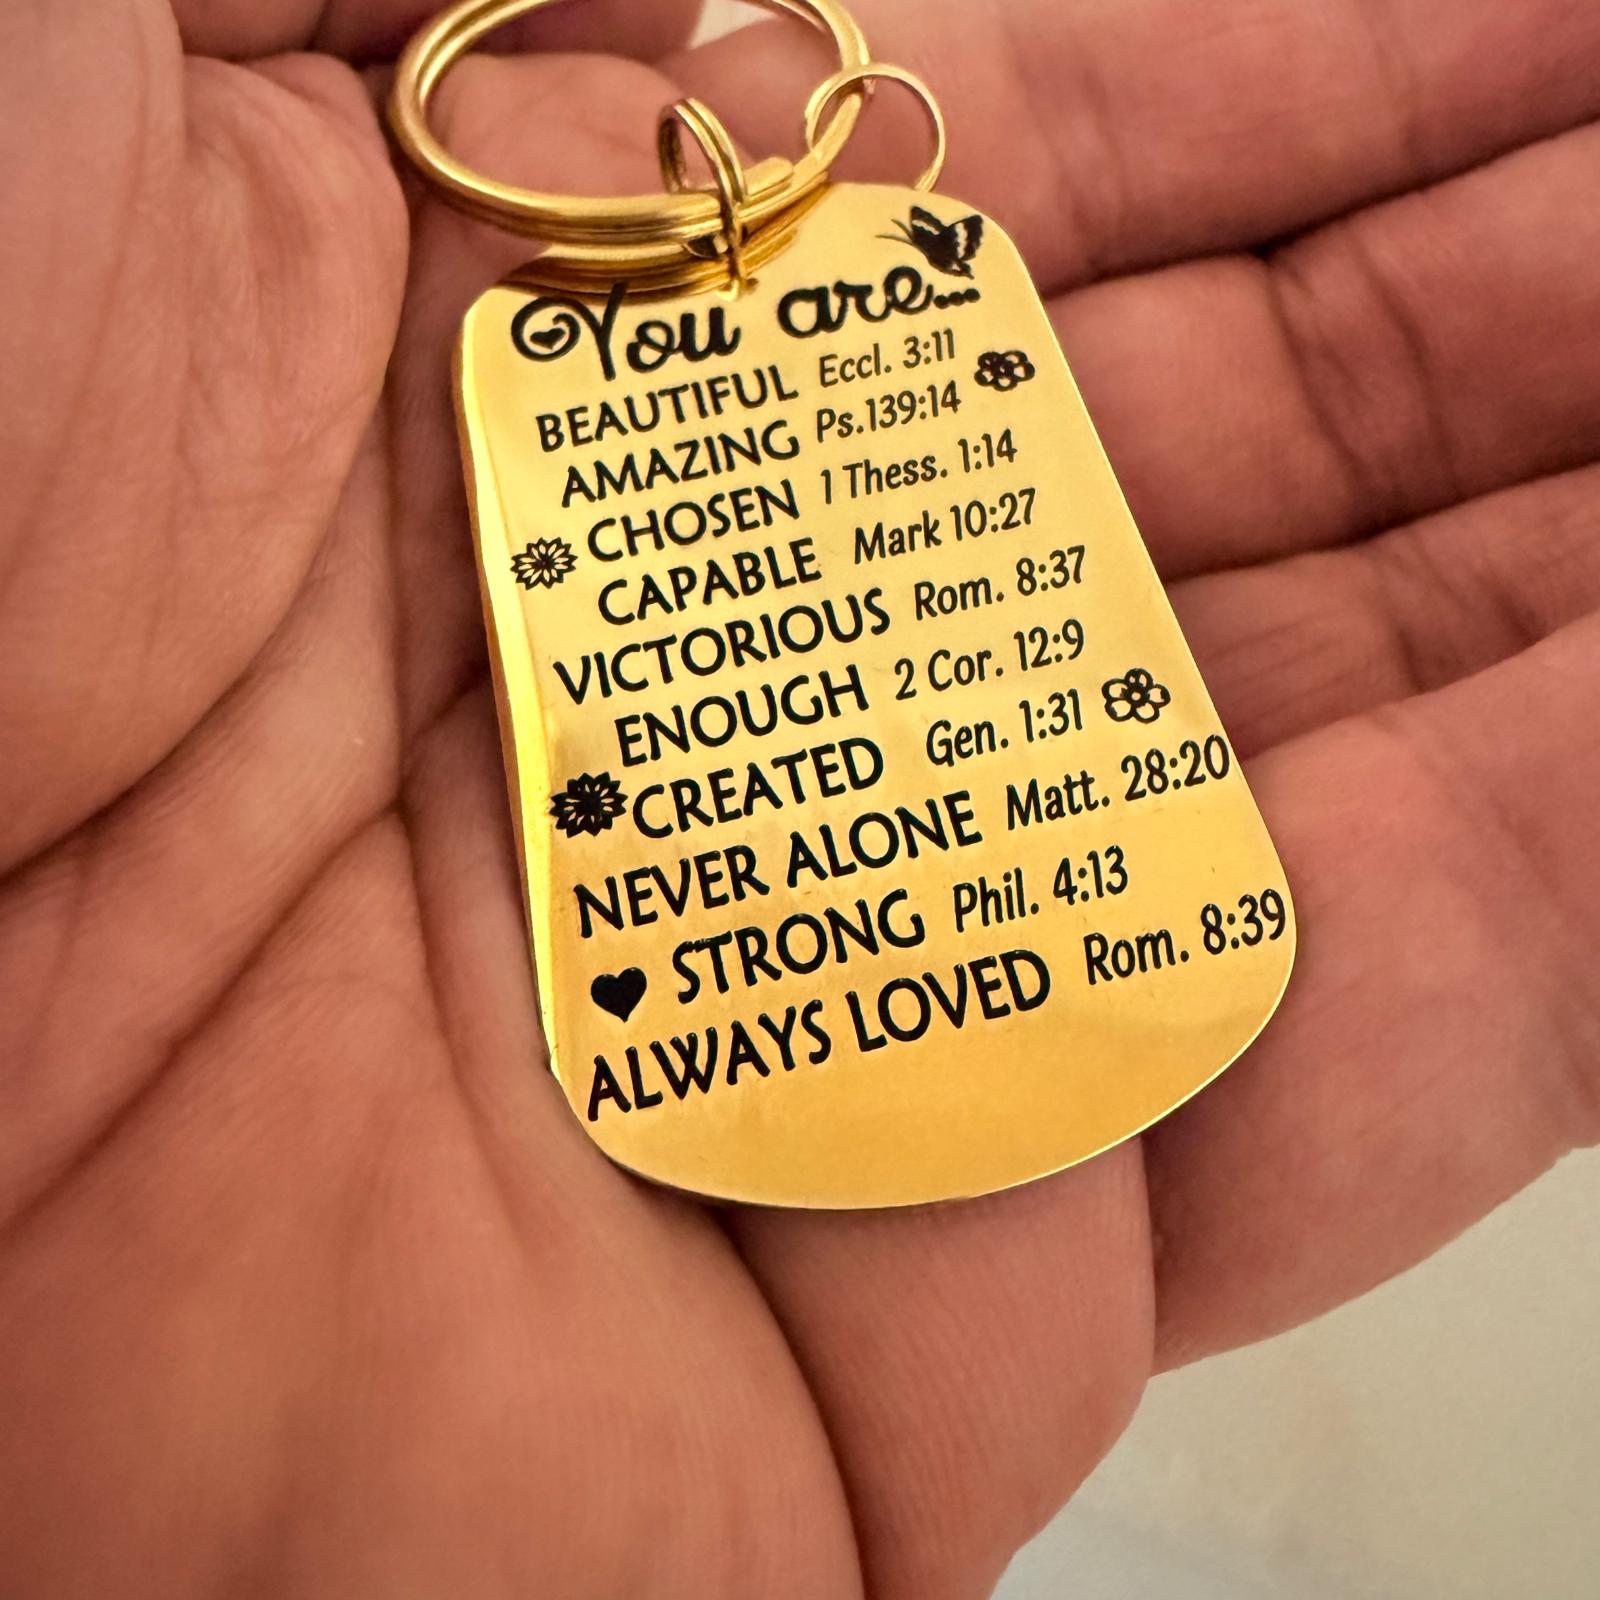 You are...
BEAUTIFUL Eccl. 3:11
AMAZING Ps.139:14
CHOSEN 1 Thess. 1:14
CAPABLE Mark 10:27
VICTORIOUS Rom. 8:37
ENOUGH 2 Cor. 12:9
CREATED Gen. 1:31
NEVER ALONE Matt. 28:20
STRONG Phil. 4:13
ALWAYS LOVED Rom. 8:39